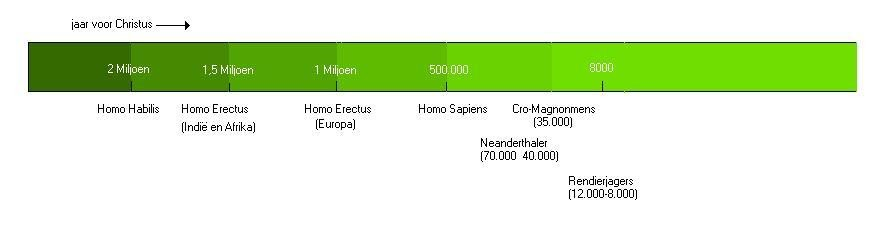 jaar voor Christus
2 Miljoen
1,5 Miljoen
1 Miljoen
500.000
8000
Homo Habilis
Homo Erectus
(Indië en Afrika)
Homo Erectus
(Europa)
Homo Sapiens
Cro-Magnonmens
(35.000)
Neanderthaler
(70.000 40.000)
Rendierjagers
(12.000-8.000)